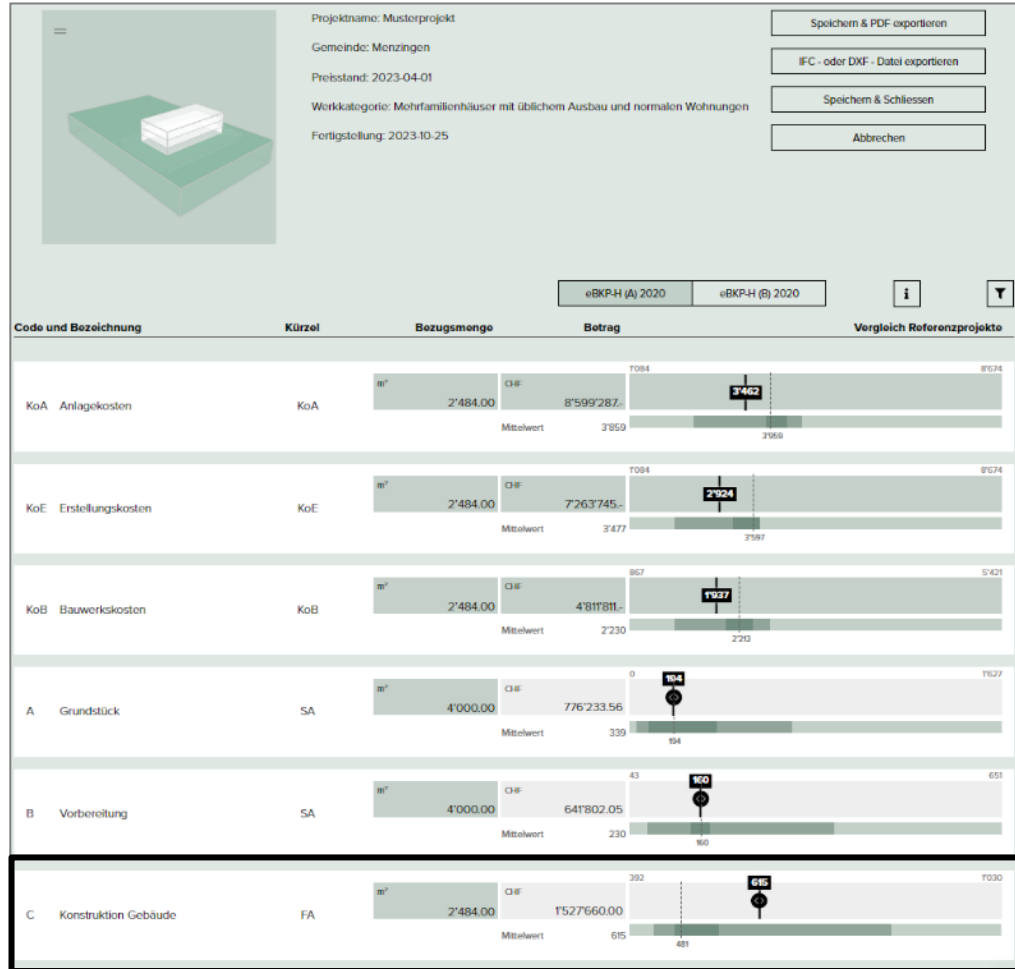 Projektname: Musterprojekt
Gemeinde: Menzingen
Preisstand: 2023-04-01
Werkkategorie: Mehrfamilienhäuser mit üblichem Ausbau und normalen Wohnungen
Fertigstellung: 2023-10-25
Speichern & PDF exportieren
IFC - oder DXF - Datei exportieren
Speichern & Schliessen
Abbrechen
eBKP-H (A) 2020 eBKP-H (B) 2020 i
Code und Bezeichnung Kürzel Bezugsmenge Betrag Vergleich Referenzprojekte
1'084 8'674
m² CHF
3'462
KoA Anlagekosten KoA 2'484.00 8'599'287.-
Mittelwert 3'859
3'959
1'084 8'674
m² CHF
2'924
KoE Erstellungskosten KoE 2'484.00 7'263'745.-
Mittelwert 3'477
3'597
867 5'421
m² CHF
1'937
KoB Bauwerkskosten KoB 2'484.00 4'811'811.-
Mittelwert 2'230
2'212
0 194 1'627
m² CHF
A Grundstück SA 4'000.00 776'233.56
Mittelwert 339
194
43 160 651
m² CHF
B Vorbereitung SA 4'000.00 641'802.05
Mittelwert 230
160
392 615 1'030
m² CHF
C Konstruktion Gebäude FA 2'484.00 1'527'660.00
Mittelwert 615
481